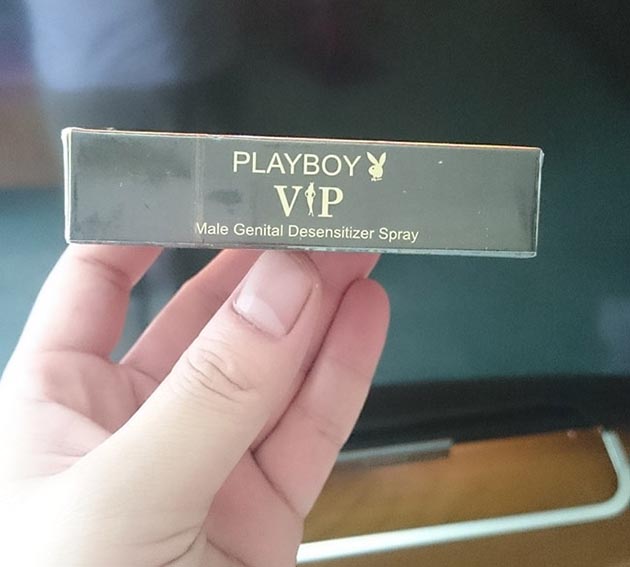 PLAYBOY
VIP
Male Genital Desensitizer Spray